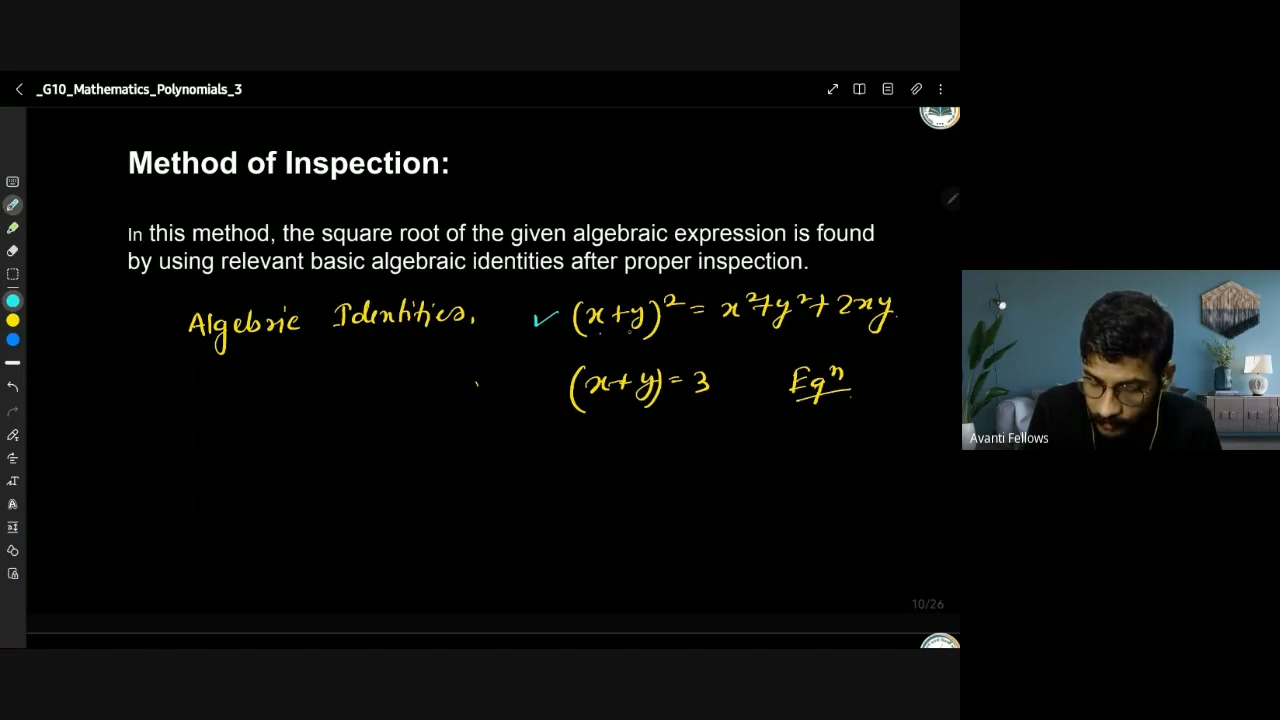 _G10_Mathematics_Polynomials_3
Method of Inspection:
In this method, the square root of the given algebraic expression is found
by using relevant basic algebraic identities after proper inspection.
Algebric Identities. ✓ (x+y)² = x²+y²+2xy.
(x+y) = 3 Eqⁿ
Avanti Fellows
10/26